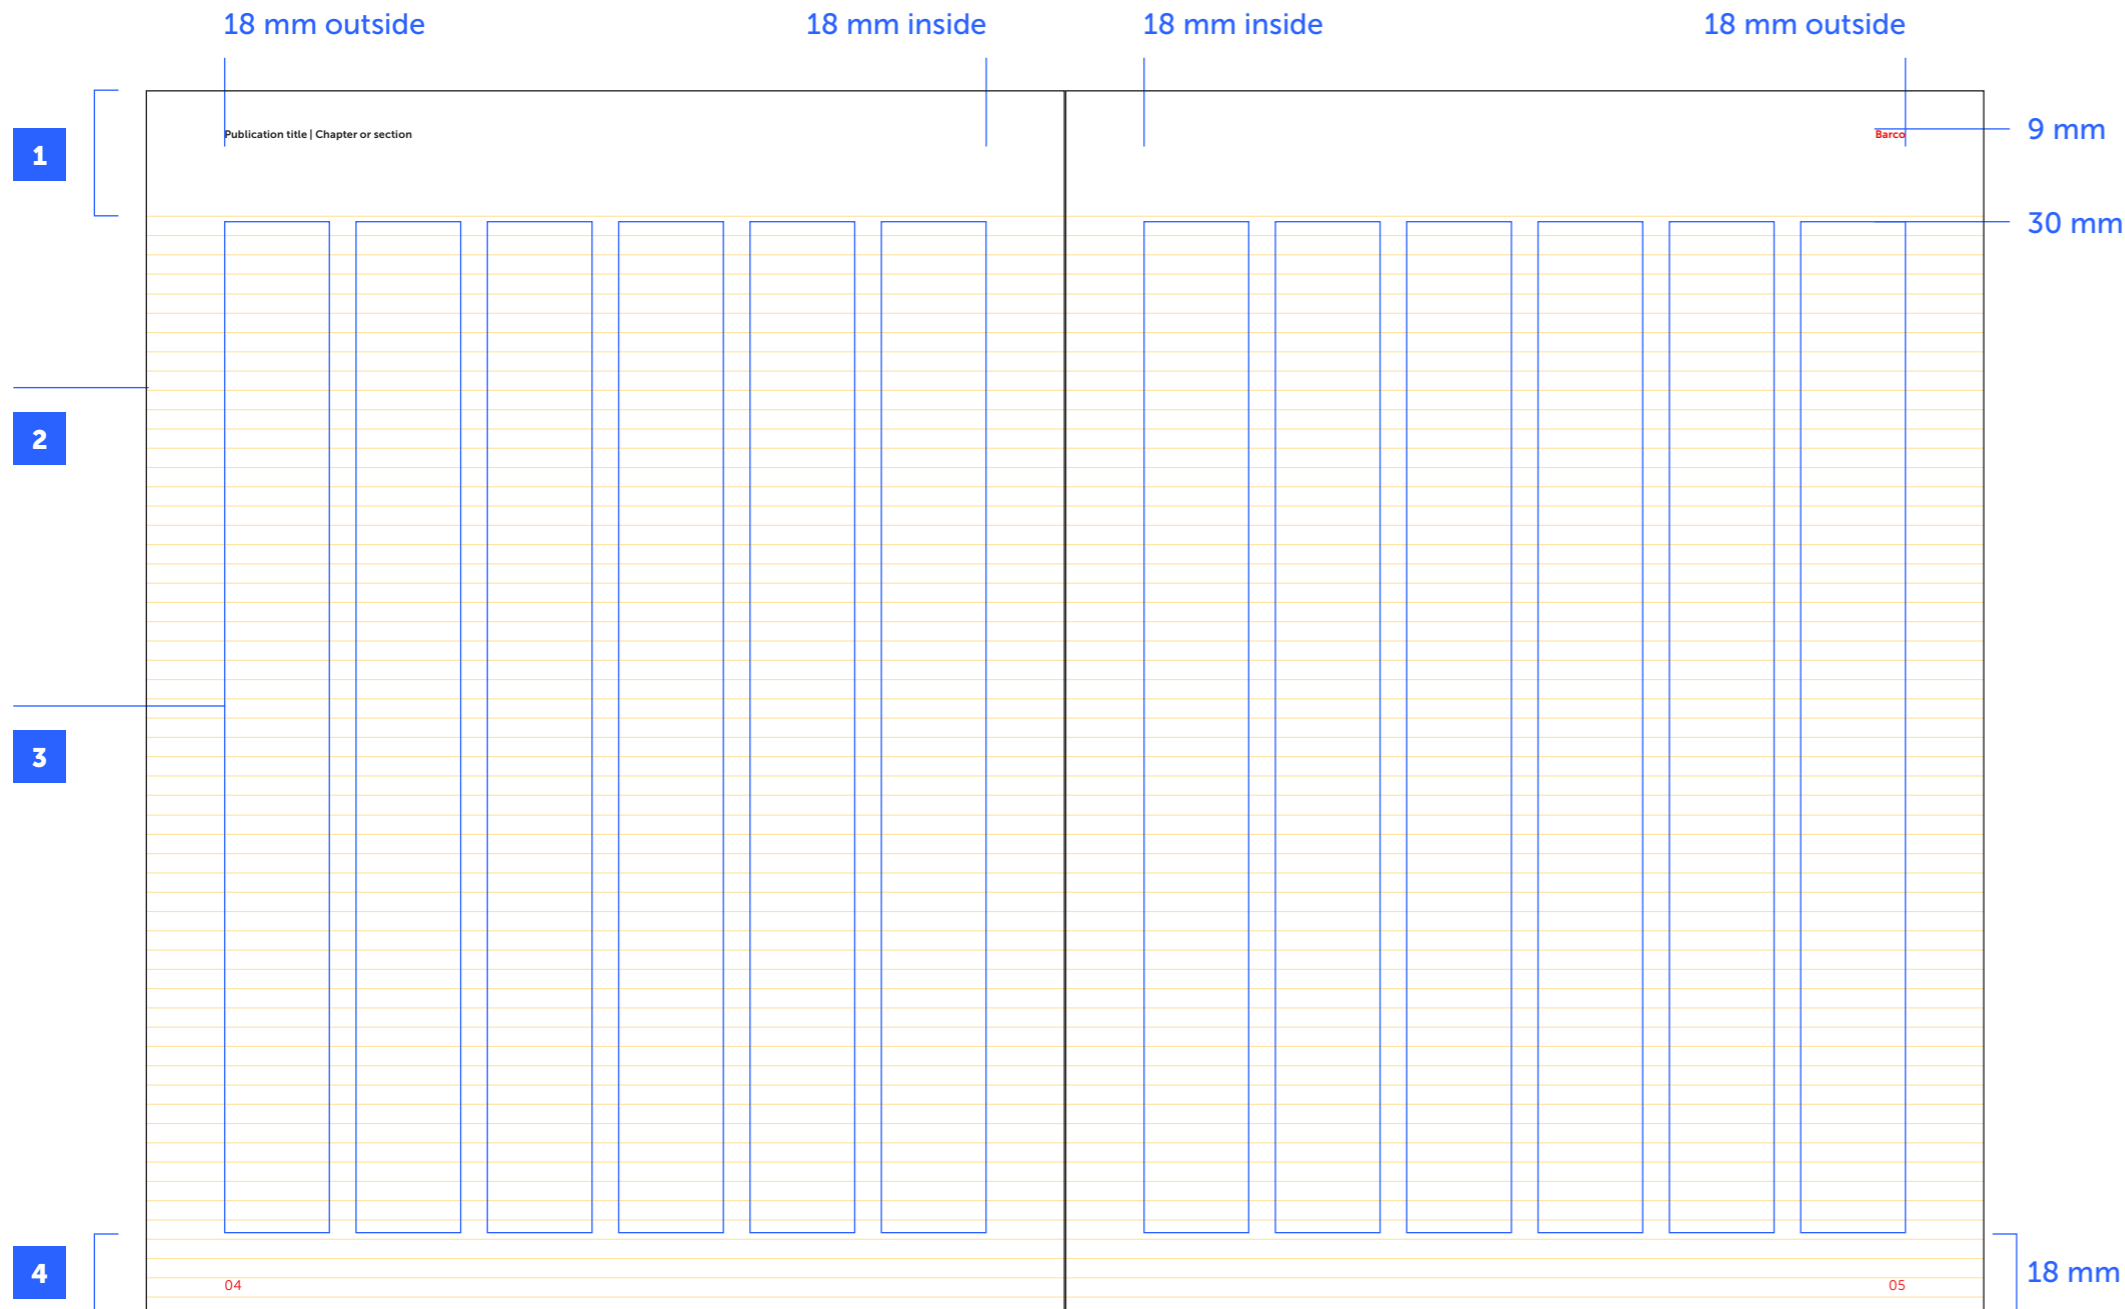 18 mm outside
18 mm inside
18 mm inside
18 mm outside
1
Publication title | Chapter or section
Barco
9 mm
30 mm
2
3
4
04
05
18 mm